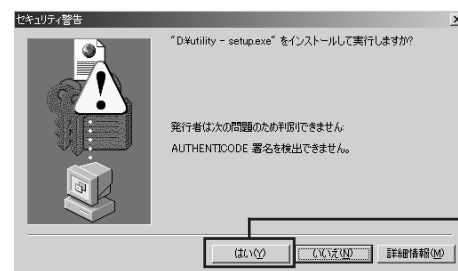 セキュリティ警告
"D:¥utility - setup.exe" をインストールして実行しますか?
発行者は次の問題のため判別できません:
AUTHENTICODE 署名を検出できません。
はい(Y)
いいえ(N)
詳細情報(M)